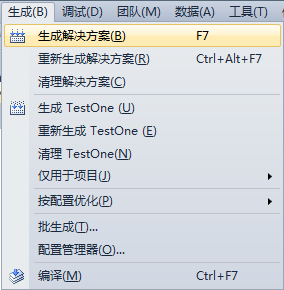 生成(B) 调试(D) 团队(M) 数据(A) 工具(T)
生成解决方案(B) F7
重新生成解决方案(R) Ctrl+Alt+F7
清理解决方案(C)
生成 TestOne (U)
重新生成 TestOne (E)
清理 TestOne(N)
仅用于项目(J)
按配置优化(P)
批生成(T)...
配置管理器(O)...
编译(M) Ctrl+F7